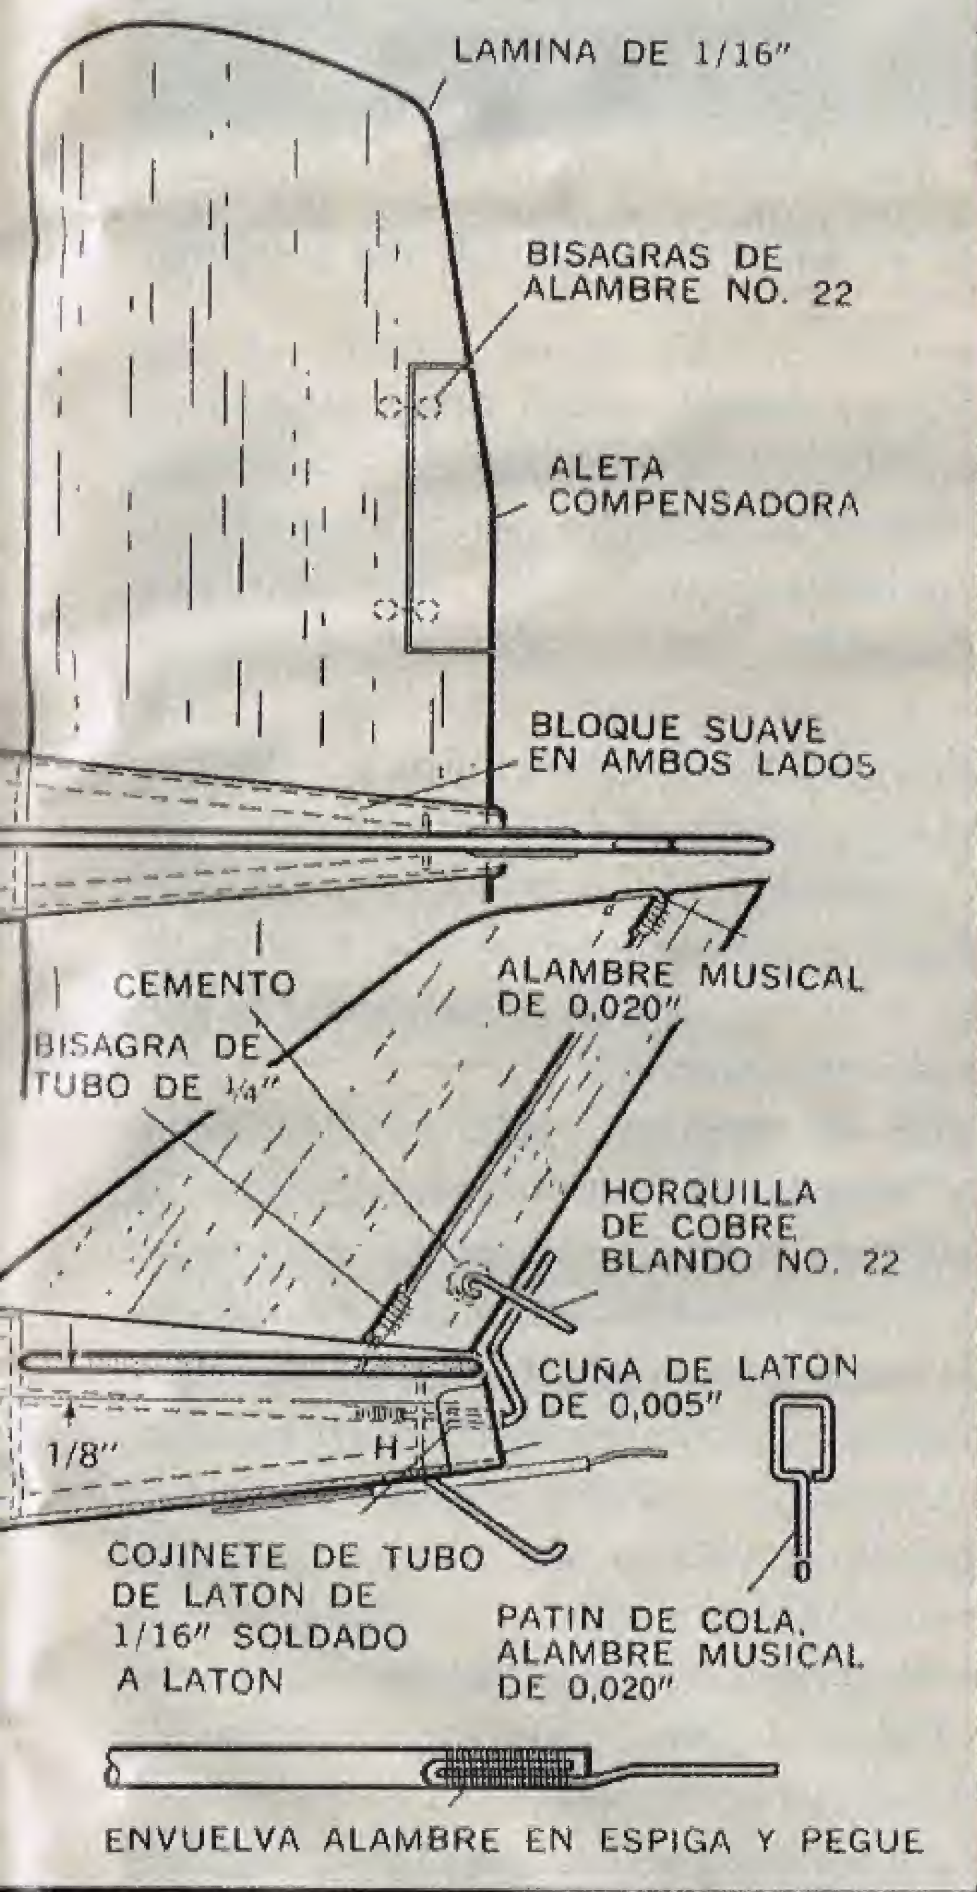 LAMINA DE 1/16"
BISAGRAS DE
ALAMBRE NO. 22
ALETA
COMPENSADORA
BLOQUE SUAVE
EN AMBOS LADOS
ALAMBRE MUSICAL
DE 0,020"
CEMENTO
BISAGRA DE
TUBO DE ¼"
HORQUILLA
DE COBRE
BLANDO NO. 22
CUÑA DE LATON
DE 0,005"
1/8"
H
COJINETE DE TUBO
DE LATON DE
1/16" SOLDADO
A LATON
PATIN DE COLA.
ALAMBRE MUSICAL
DE 0,020"
ENVUELVA ALAMBRE EN ESPIGA Y PEGUE